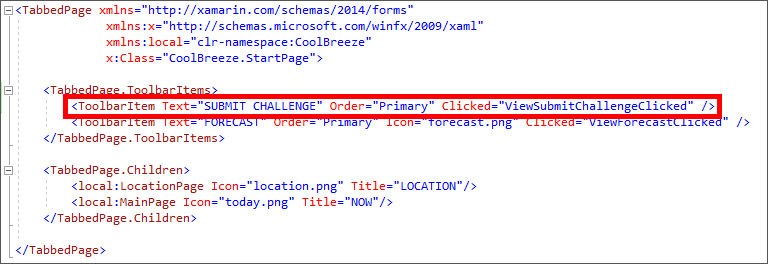 <TabbedPage xmlns="http://xamarin.com/schemas/2014/forms"
xmlns:x="http://schemas.microsoft.com/winfx/2009/xaml"
xmlns:local="clr-namespace:CoolBreeze"
x:Class="CoolBreeze.StartPage">
<TabbedPage.ToolbarItems>
<ToolbarItem Text="SUBMIT CHALLENGE" Order="Primary" Clicked="ViewSubmitChallengeClicked" />
<ToolbarItem Text="FORECAST" Order="Primary" Icon="forecast.png" Clicked="ViewForecastClicked" />
</TabbedPage.ToolbarItems>
<TabbedPage.Children>
<local:LocationPage Icon="location.png" Title="LOCATION"/>
<local:MainPage Icon="today.png" Title="NOW"/>
</TabbedPage.Children>
</TabbedPage>